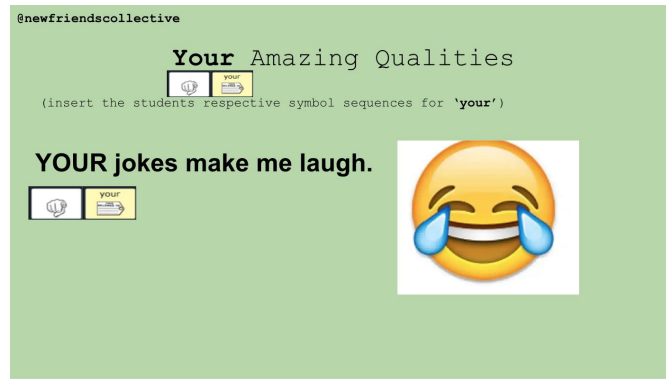 @newfriendscollective
Your Amazing Qualities
your
(insert the students respective symbol sequences for ‘your’)
YOUR jokes make me laugh.
your